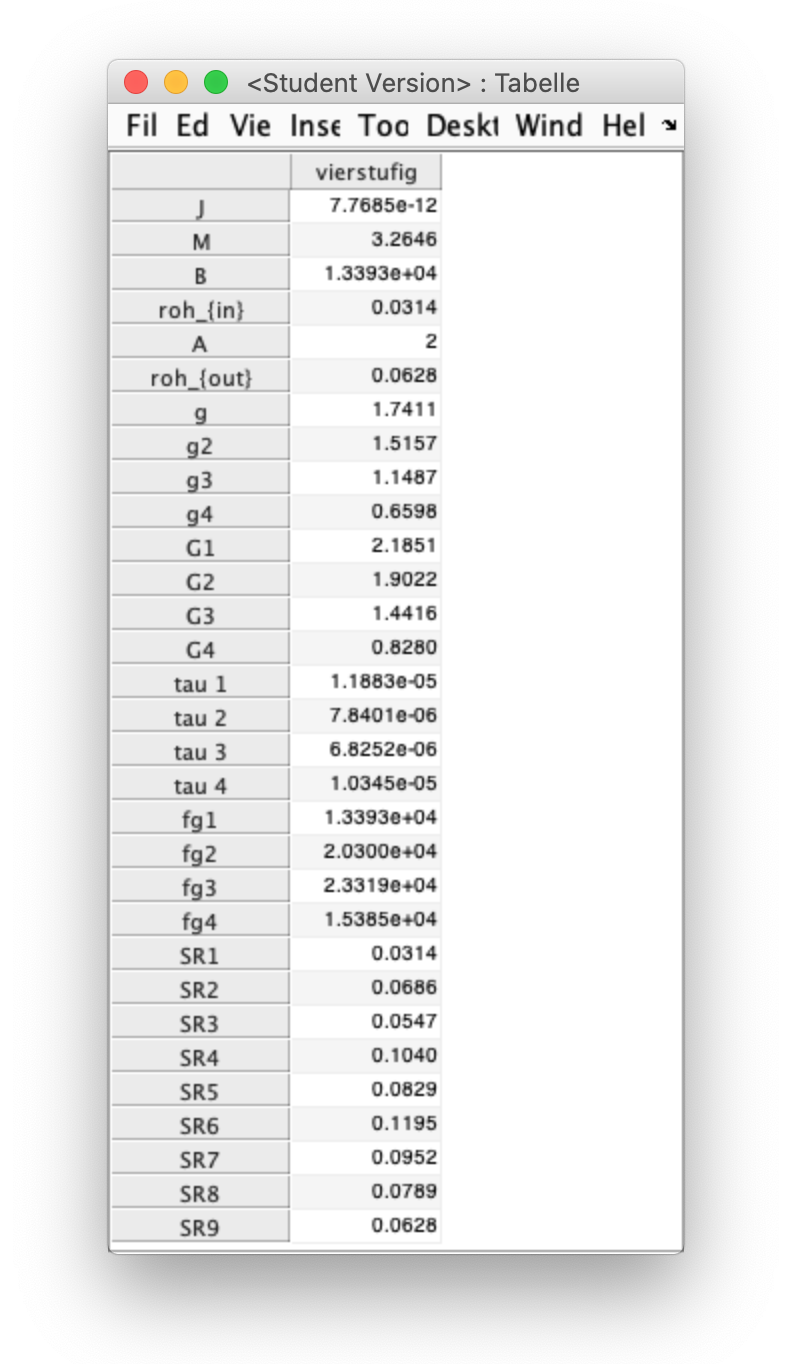 <Student Version> : Tabelle
Fil Ed Vie Inse Too Deskt Wind Hel
vierstufig
J 7.7685e-12
M 3.2646
B 1.3393e+04
roh_{in} 0.0314
A 2
roh_{out} 0.0628
g 1.7411
g2 1.5157
g3 1.1487
g4 0.6598
G1 2.1851
G2 1.9022
G3 1.4416
G4 0.8280
tau 1 1.1883e-05
tau 2 7.8401e-06
tau 3 6.8252e-06
tau 4 1.0345e-05
fg1 1.3393e+04
fg2 2.0300e+04
fg3 2.3319e+04
fg4 1.5385e+04
SR1 0.0314
SR2 0.0686
SR3 0.0547
SR4 0.1040
SR5 0.0829
SR6 0.1195
SR7 0.0952
SR8 0.0789
SR9 0.0628